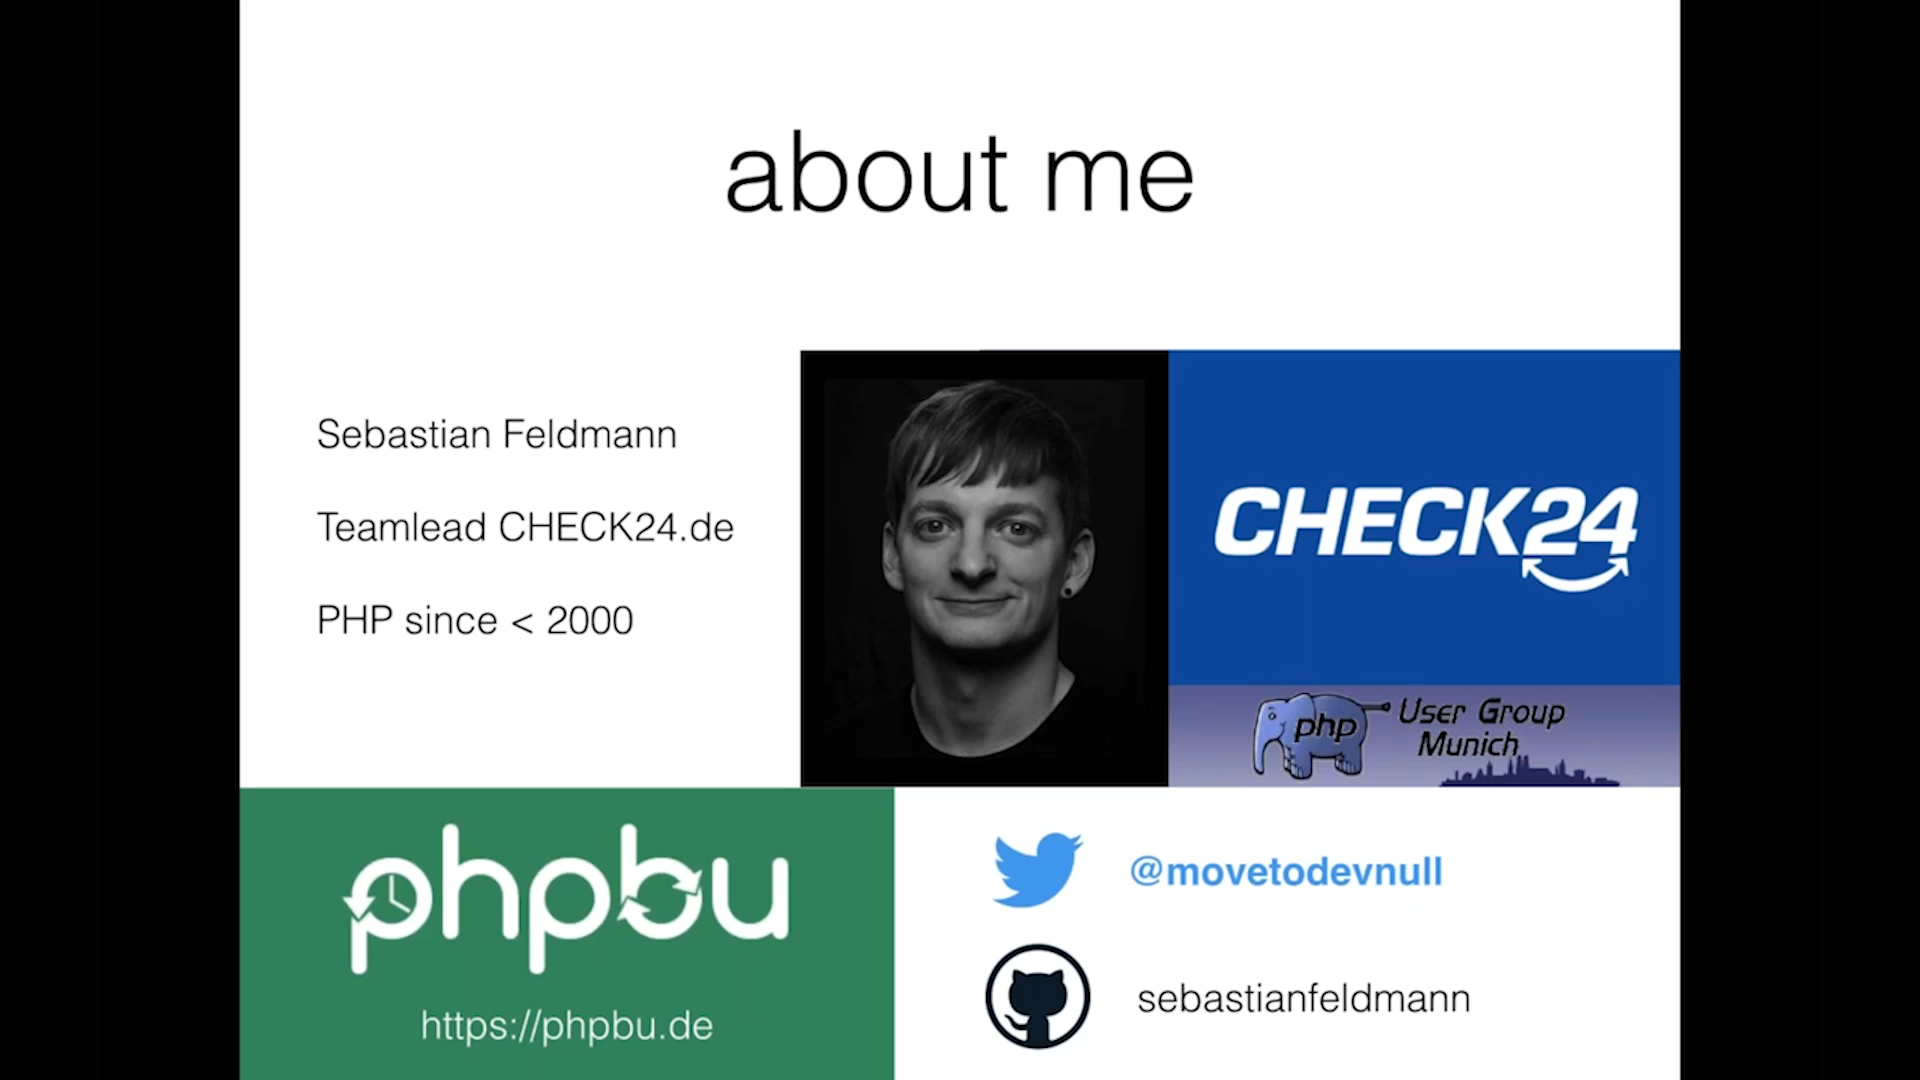 about me
Sebastian Feldmann
Teamlead CHECK24.de
PHP since < 2000
CHECK24
php User Group
Munich
phpbu
https://phpbu.de
@movetodevnull
sebastianfeldmann